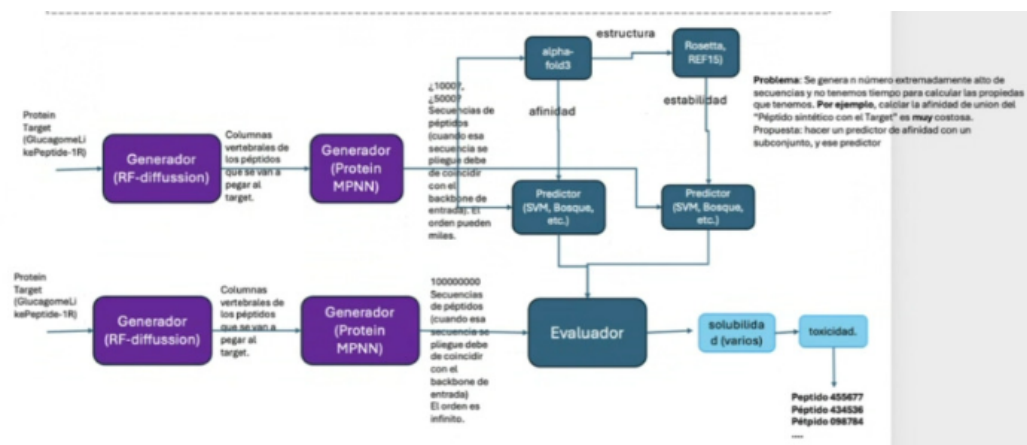 estructura
alpha-
fold3
Rosetta,
REF15)
afinidad
estabilidad
Problema: Se genera n número extremadamente alto de
secuencias y no tenemos tiempo para calcular las propiedas
que tenemos. Por ejemplo, calclar la afinidad de union del
"Péptido sintético con el Target" es muy costosa.
Propuesta: hacer un predictor de afinidad con un
subconjunto, y ese predictor
Protein
Target
(GlucagomeLi
kePeptide-1R)
Generador
(RF-diffussion)
Columnas
vertebrales de
los péptidos
que se van a
pegar al
target.
Generador
(Protein
MPNN)
¿1000?,
¿5000?
Secuencias de
péptidos
(cuando esa
secuencia se
pliegue debe
de coincidir
con el
backbone de
entrada). El
orden pueden
miles.
Predictor
(SVM, Bosque,
etc.)
Predictor
(SVM, Bosque,
etc.)
Protein
Target
(GlucagomeLi
kePeptide-1R)
Generador
(RF-diffussion)
Columnas
vertebrales de
los péptidos
que se van a
pegar al
target.
Generador
(Protein
MPNN)
100000000
Secuencias
de péptidos
(cuando esa
secuencia se
pliegue debe
de coincidir
con el
backbone de
entrada)
El orden es
infinito.
Evaluador
solubilida
d (varios)
toxicidad.
Peptido 455677
Péptido 434536
Pétpido 098784
....